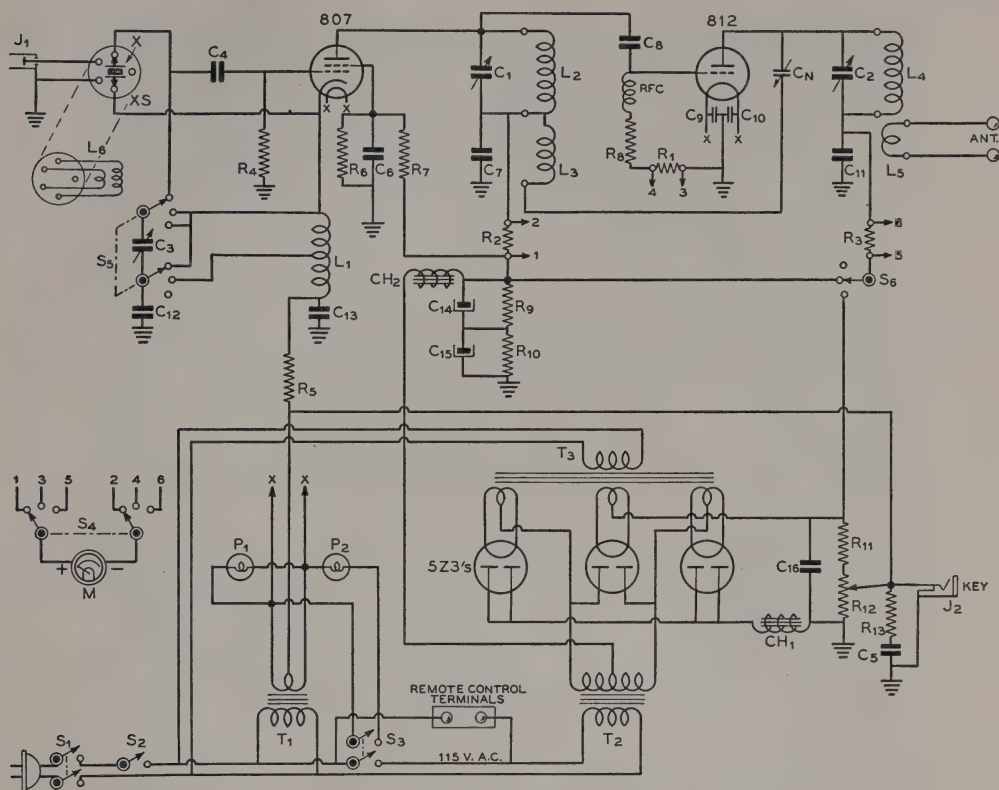 807
812
J1
X
C4
C1
L2
C8
RFC
CN
C2
L4
XS
X
X
C9
C10
X
X
ANT.
L6
R4
R6
C6
R7
C7
L3
R8
R1
4
3
C11
L5
S5
C3
L1
2
R2
1
6
R3
5
S6
CH2
C12
C13
C14
R9
C15
R10
R5
T3
1 3 5
2 4 6
S4
+ M −
X X
P1
P2
5Z3's
C16
R11
R12
KEY
J2
R13
C5
CH1
REMOTE CONTROL
TERMINALS
S1
S2
T1
S3
115 V. A.C.
T2